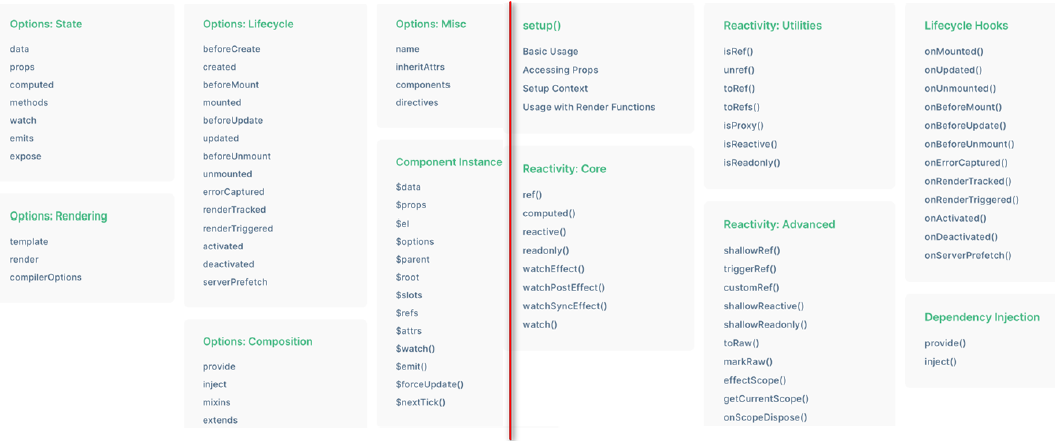 Options: State
data
props
computed
methods
watch
emits
expose
Options: Rendering
template
render
compilerOptions
Options: Lifecycle
beforeCreate
created
beforeMount
mounted
beforeUpdate
updated
beforeUnmount
unmounted
errorCaptured
renderTracked
renderTriggered
activated
deactivated
serverPrefetch
Options: Composition
provide
inject
mixins
extends
Options: Misc
name
inheritAttrs
components
directives
Component Instance
$data
$props
$el
$options
$parent
$root
$slots
$refs
$attrs
$watch()
$emit()
$forceUpdate()
$nextTick()
setup()
Basic Usage
Accessing Props
Setup Context
Usage with Render Functions
Reactivity: Core
ref()
computed()
reactive()
readonly()
watchEffect()
watchPostEffect()
watchSyncEffect()
watch()
Reactivity: Utilities
isRef()
unref()
toRef()
toRefs()
isProxy()
isReactive()
isReadonly()
Reactivity: Advanced
shallowRef()
triggerRef()
customRef()
shallowReactive()
shallowReadonly()
toRaw()
markRaw()
effectScope()
getCurrentScope()
onScopeDispose()
Lifecycle Hooks
onMounted()
onUpdated()
onUnmounted()
onBeforeMount()
onBeforeUpdate()
onBeforeUnmount()
onErrorCaptured()
onRenderTracked()
onRenderTriggered()
onActivated()
onDeactivated()
onServerPrefetch()
Dependency Injection
provide()
inject()